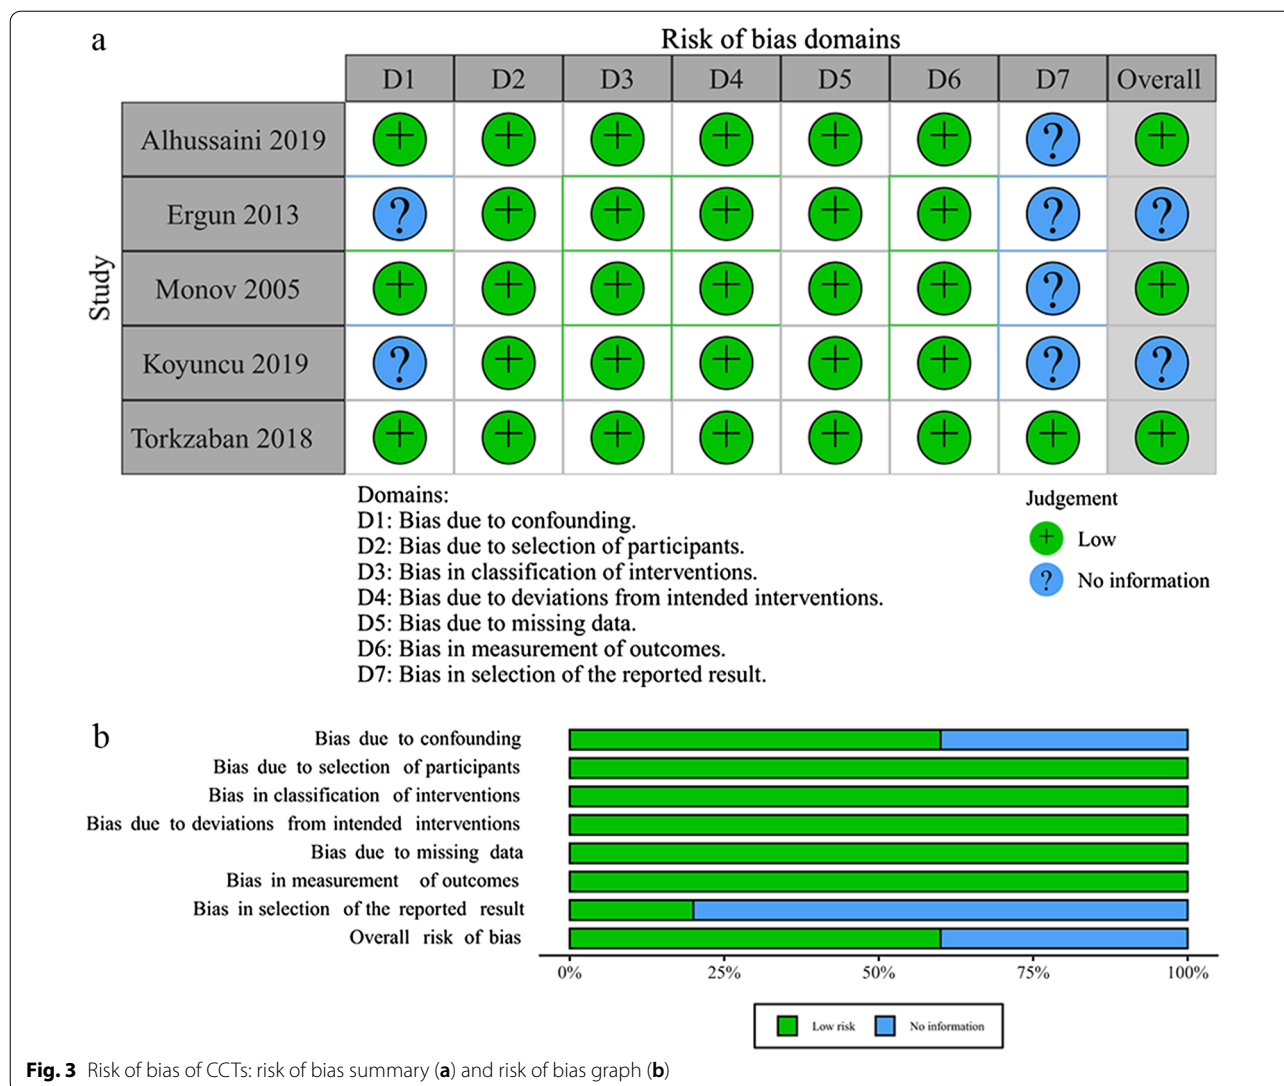 a
Risk of bias domains
D1 D2 D3 D4 D5 D6 D7 Overall
Study
Alhussaini 2019 + + + + + + ? +
Ergun 2013 ? + + + + + ? ?
Monov 2005 + + + + + + ? +
Koyuncu 2019 ? + + + + + ? ?
Torkzaban 2018 + + + + + + + +
Domains:
D1: Bias due to confounding.
D2: Bias due to selection of participants.
D3: Bias in classification of interventions.
D4: Bias due to deviations from intended interventions.
D5: Bias due to missing data.
D6: Bias in measurement of outcomes.
D7: Bias in selection of the reported result.
Judgement
+ Low
? No information
b
Bias due to confounding
Bias due to selection of participants
Bias in classification of interventions
Bias due to deviations from intended interventions
Bias due to missing data
Bias in measurement of outcomes
Bias in selection of the reported result
Overall risk of bias
0% 25% 50% 75% 100%
Low risk No information
Fig. 3 Risk of bias of CCTs: risk of bias summary (a) and risk of bias graph (b)